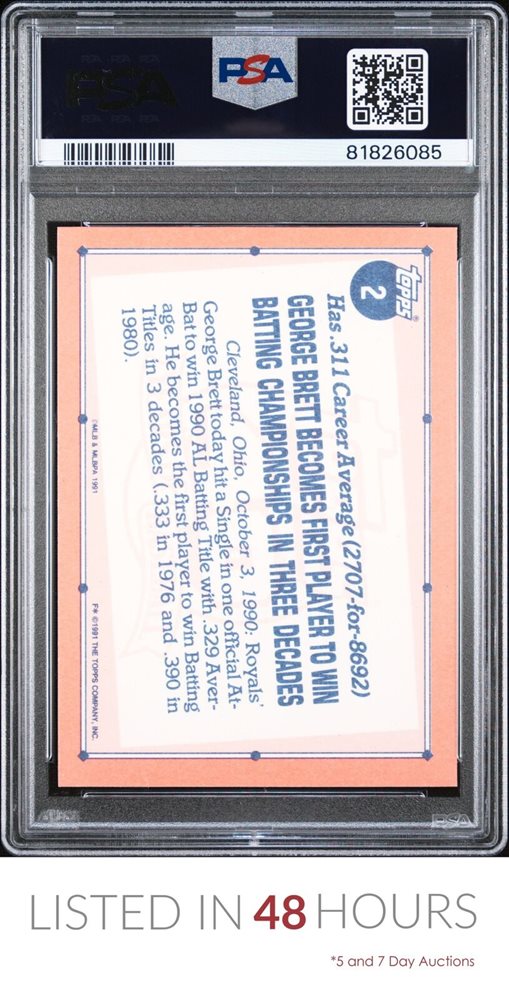 PSA
PSA
81826085
topps
2
Has .311 Career Average (2707-for-8692)
GEORGE BRETT BECOMES FIRST PLAYER TO WIN
BATTING CHAMPIONSHIPS IN THREE DECADES
Cleveland, Ohio, October 3, 1990: Royals'
George Brett today hit a Single in one official At-
Bat to win 1990 AL Batting Title with .329 Aver-
age. He becomes the first player to win Batting
Titles in 3 decades (.333 in 1976 and .390 in
1980).
©MLB & MLBPA 1991
F* ©1991 THE TOPPS COMPANY, INC.
PSA
LISTED IN 48 HOURS
*5 and 7 Day Auctions